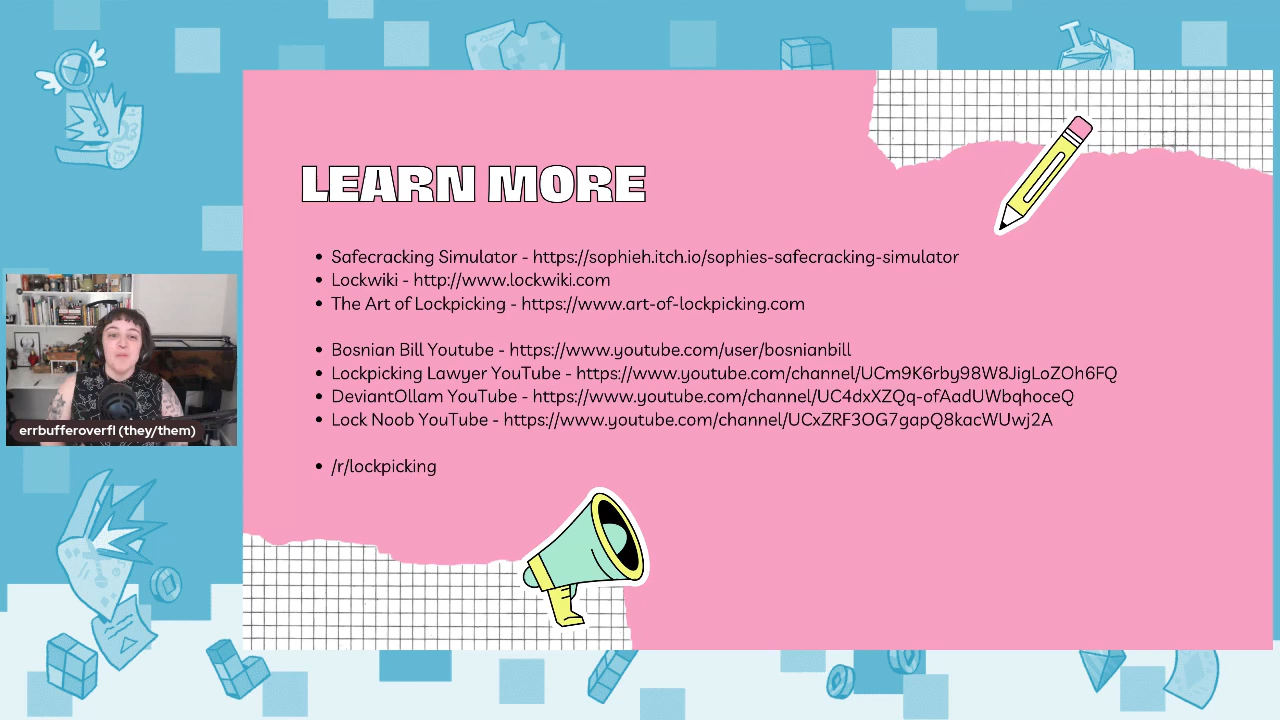 LEARN MORE
Safecracking Simulator - https://sophieh.itch.io/sophies-safecracking-simulator
Lockwiki - http://www.lockwiki.com
The Art of Lockpicking - https://www.art-of-lockpicking.com
Bosnian Bill Youtube - https://www.youtube.com/user/bosnianbill
Lockpicking Lawyer YouTube - https://www.youtube.com/channel/UCm9K6rby98W8JigLoZOh6FQ
DeviantOllam YouTube - https://www.youtube.com/channel/UC4dxXZQq-ofAadUWbqhoceQ
Lock Noob YouTube - https://www.youtube.com/channel/UCxZRF3OG7gapQ8kacWUwj2A
/r/lockpicking
errbufferoverfl (they/them)